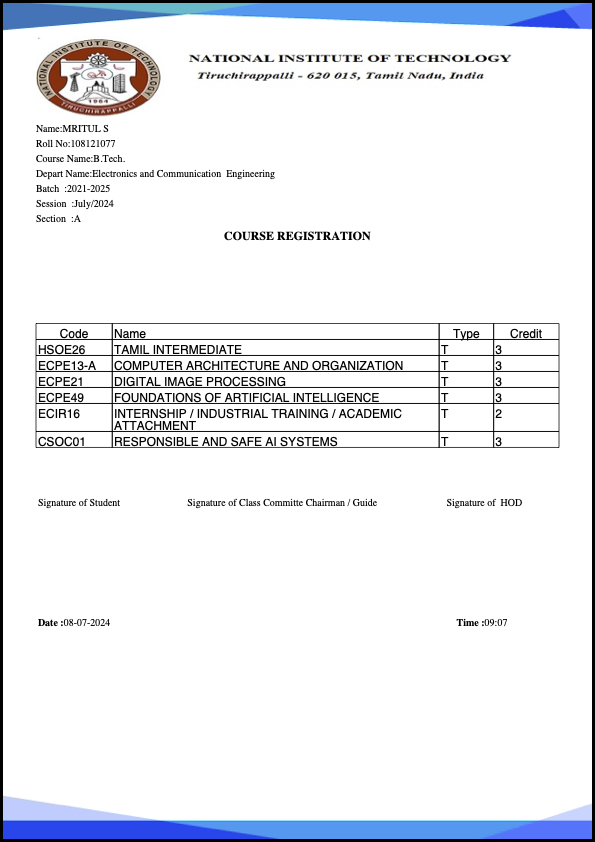 NATIONAL INSTITUTE OF TECHNOLOGY
TIRUCHIRAPPALLI
1964
NATIONAL INSTITUTE OF TECHNOLOGY
Tiruchirappalli - 620 015, Tamil Nadu, India
Name:MRITUL S
Roll No:108121077
Course Name:B.Tech.
Depart Name:Electronics and Communication Engineering
Batch :2021-2025
Session :July/2024
Section :A
COURSE REGISTRATION
Code Name Type Credit
HSOE26 TAMIL INTERMEDIATE T 3
ECPE13-A COMPUTER ARCHITECTURE AND ORGANIZATION T 3
ECPE21 DIGITAL IMAGE PROCESSING T 3
ECPE49 FOUNDATIONS OF ARTIFICIAL INTELLIGENCE T 3
ECIR16 INTERNSHIP / INDUSTRIAL TRAINING / ACADEMIC T 2
ATTACHMENT
CSOC01 RESPONSIBLE AND SAFE AI SYSTEMS T 3
Signature of Student Signature of Class Committe Chairman / Guide Signature of HOD
Date :08-07-2024 Time :09:07